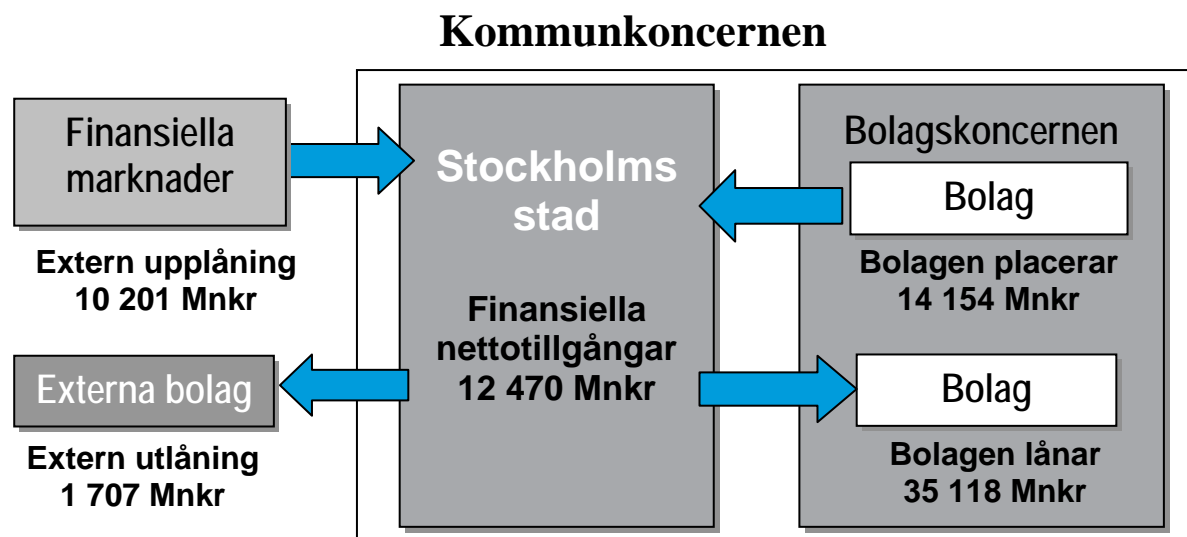 Kommunkoncernen
Finansiella
marknader
Extern upplåning
10 201 Mnkr
Externa bolag
Extern utlåning
1 707 Mnkr
Stockholms
stad
Finansiella
nettotillgångar
12 470 Mnkr
Bolagskoncernen
Bolag
Bolagen placerar
14 154 Mnkr
Bolag
Bolagen lånar
35 118 Mnkr